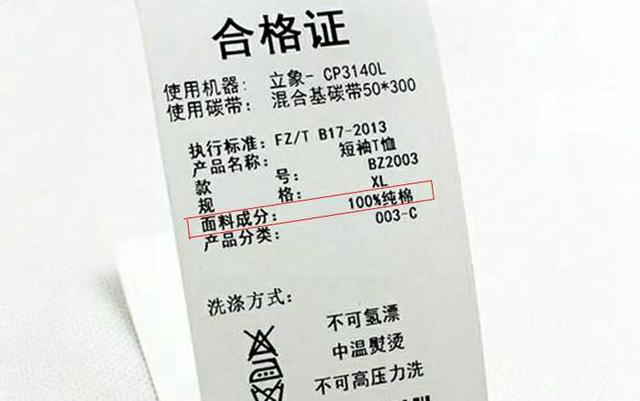 合格证
使用机器：立象- CP3140L
使用碳带：混合基碳带50*300
执行标准：FZ/T B17-2013
产品名称：短袖T恤
款 号：BZ2003
规 格：XL
面料成分：100%纯棉
产品分类：003-C
洗涤方式：
不可氢漂
中温熨烫
不可高压力洗